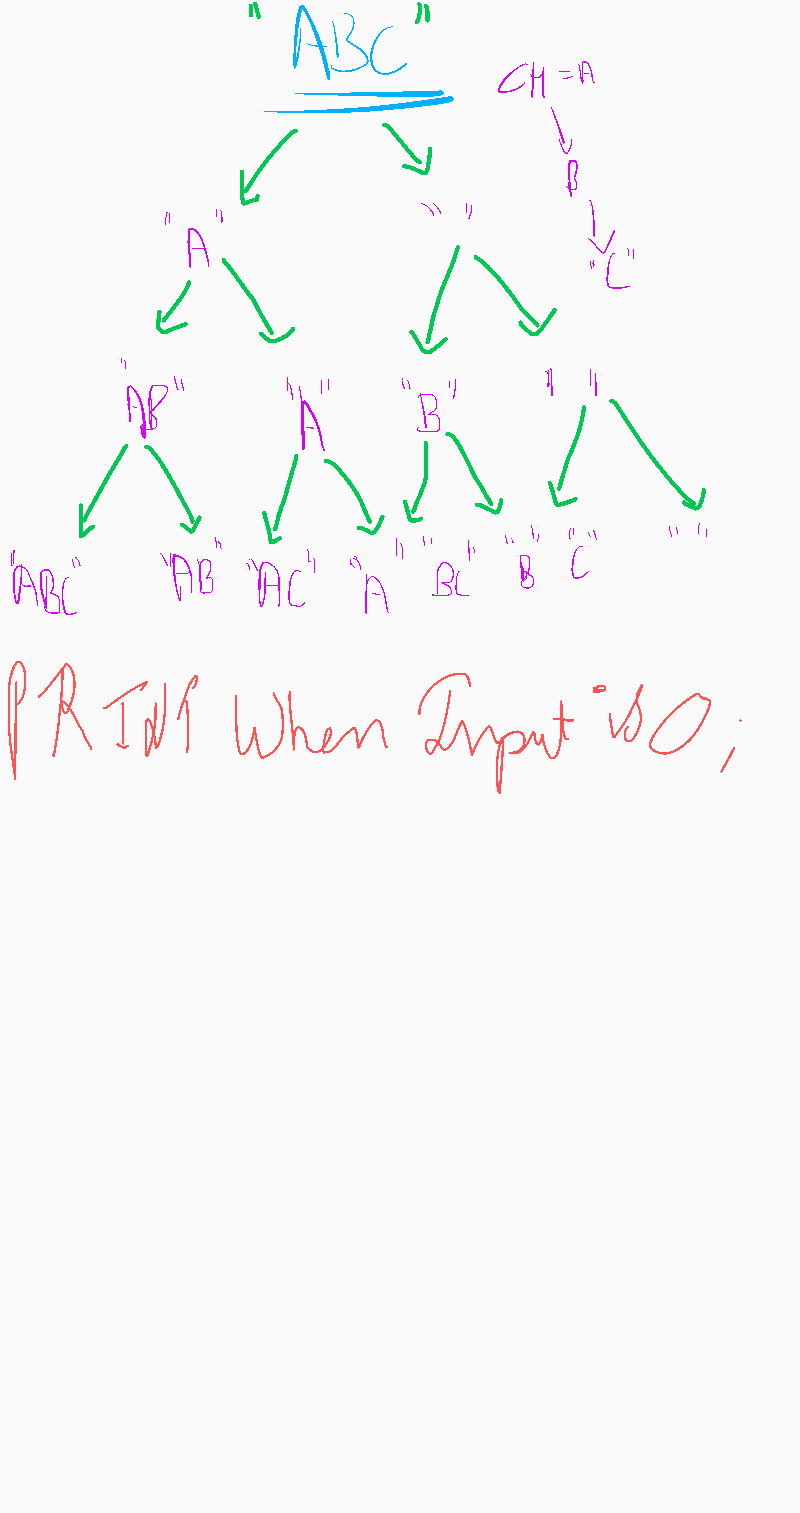 "ABC"
CH = A
B
"C"
"A" " "
"AB" "A" "B" " "
"ABC" "AB" "AC" "A" "BC" "B" "C" " "
PRINT When Input is 0;